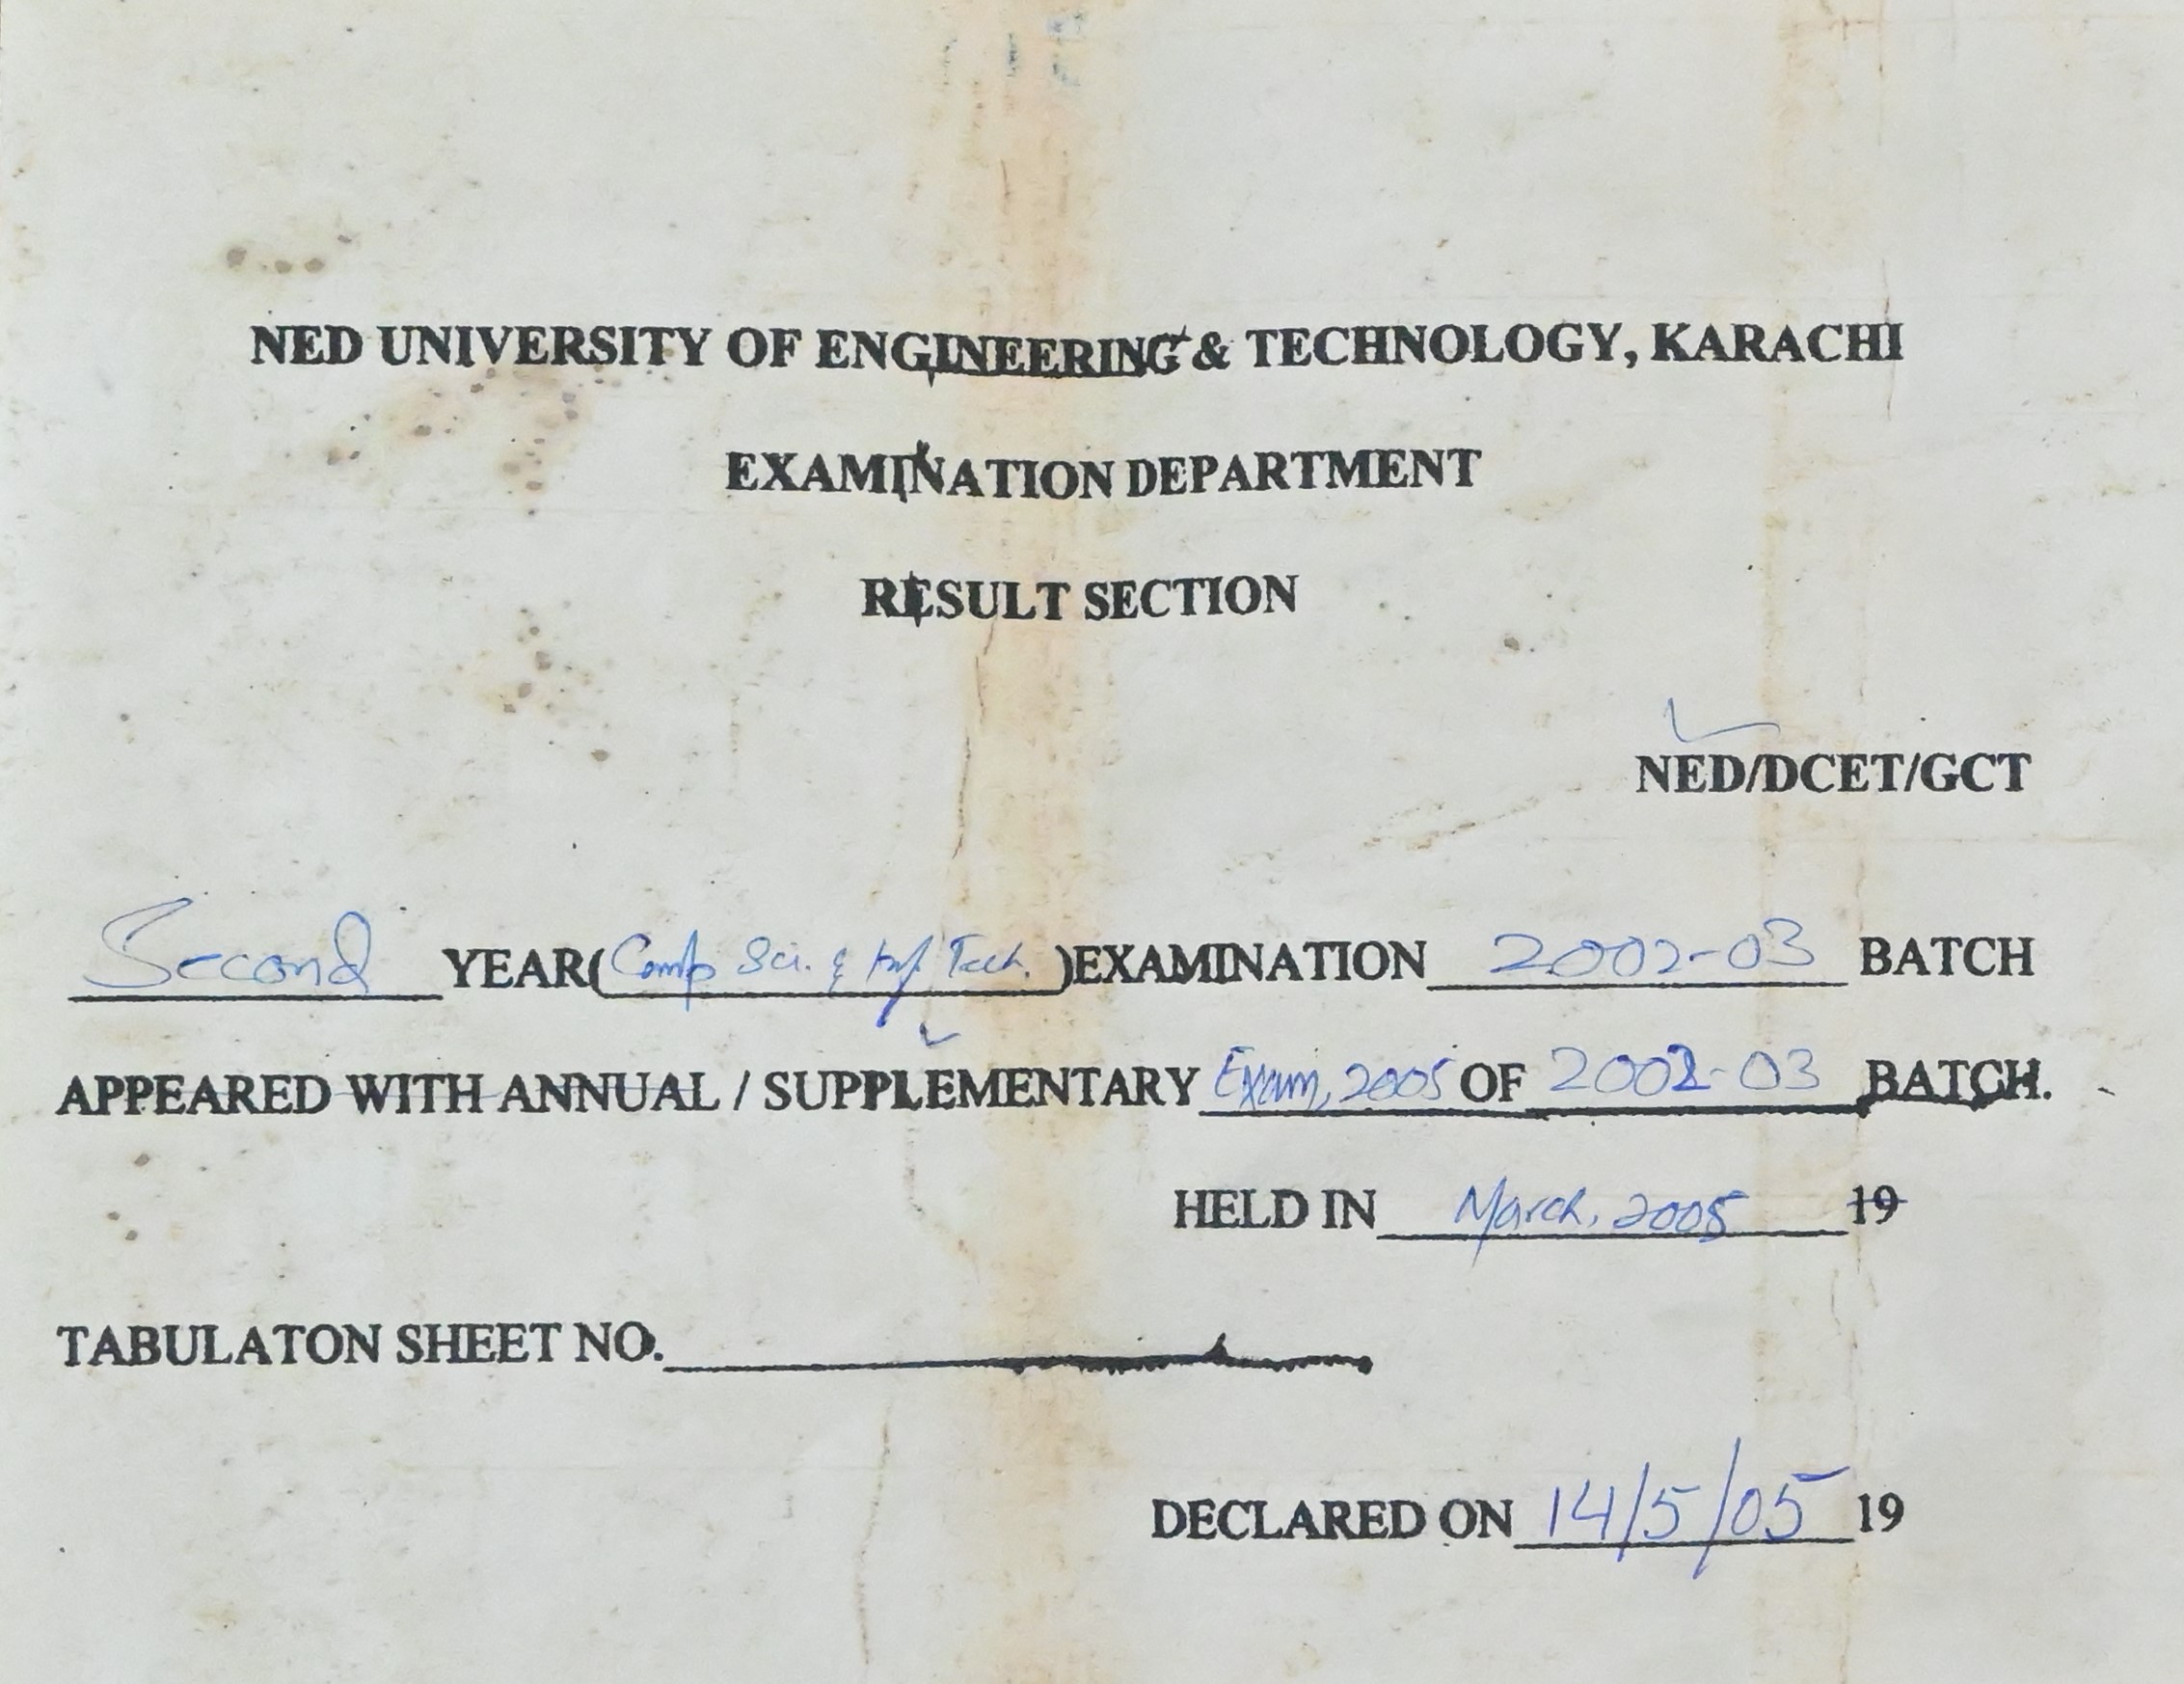 NED UNIVERSITY OF ENGINEERING & TECHNOLOGY, KARACHI
EXAMINATION DEPARTMENT
RESULT SECTION
NED/DCET/GCT
Second YEAR(Comp Sci. & Inf Tech.)EXAMINATION 2002-03 BATCH
APPEARED WITH ANNUAL / SUPPLEMENTARY Exam, 2005 OF 2002-03 BATCH.
HELD IN March, 2005 19
TABULATON SHEET NO.
DECLARED ON 14/5/05 19